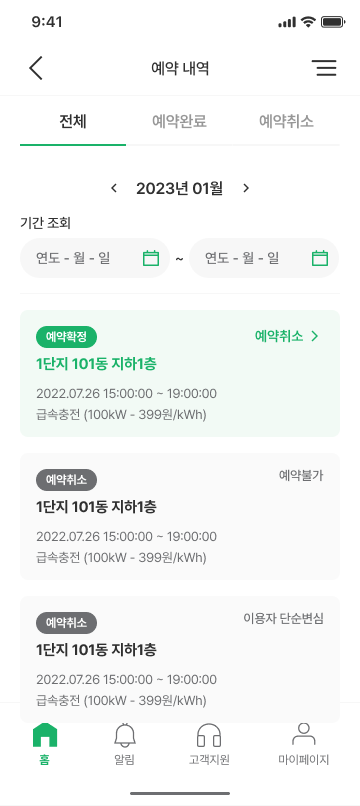 9:41
예약 내역
전체 예약완료 예약취소
2023년 01월
기간 조회
연도 - 월 - 일 ~ 연도 - 월 - 일
예약확정 예약취소
1단지 101동 지하1층
2022.07.26 15:00:00 ~ 19:00:00
급속충전 (100kW - 399원/kWh)
예약취소 예약불가
1단지 101동 지하1층
2022.07.26 15:00:00 ~ 19:00:00
급속충전 (100kW - 399원/kWh)
예약취소 이용자 단순변심
1단지 101동 지하1층
2022.07.26 15:00:00 ~ 19:00:00
급속충전 (100kW - 399원/kWh)
홈 알림 고객지원 마이페이지